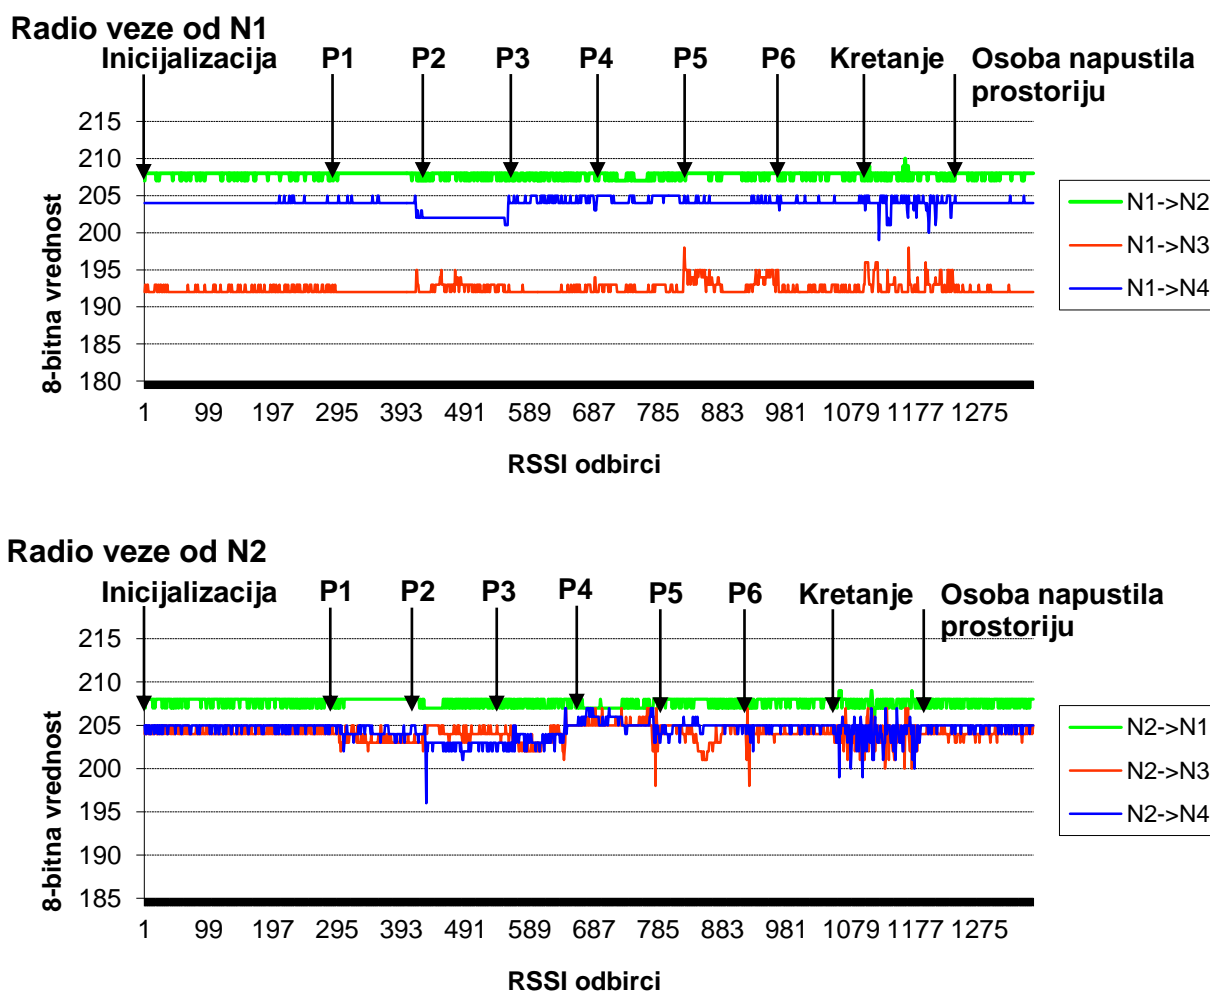 Radio veze od N1
Inicijalizacija P1 P2 P3 P4 P5 P6 Kretanje Osoba napustila
prostoriju
215
210
205
200
195
190
185
180
8-bitna vrednost
1 99 197 295 393 491 589 687 785 883 981 1079 1177 1275
RSSI odbirci
N1->N2
N1->N3
N1->N4
Radio veze od N2
Inicijalizacija P1 P2 P3 P4 P5 P6 Kretanje Osoba napustila
prostoriju
215
210
205
200
195
190
185
8-bitna vrednost
1 99 197 295 393 491 589 687 785 883 981 1079 1177 1275
RSSI odbirci
N2->N1
N2->N3
N2->N4